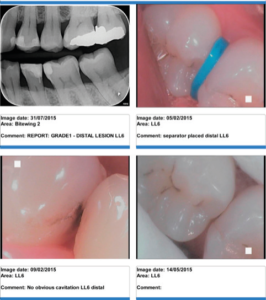 Image date: 31/07/2015
Area: Bitewing 2
Comment: REPORT: GRADE1 - DISTAL LESION LL6
Image date: 05/02/2015
Area: LL6
Comment: separator placed distal LL6
Image date: 09/02/2015
Area: LL6
Comment: No obvious cavitation LL6 distal
Image date: 14/05/2015
Area: LL6
Comment: